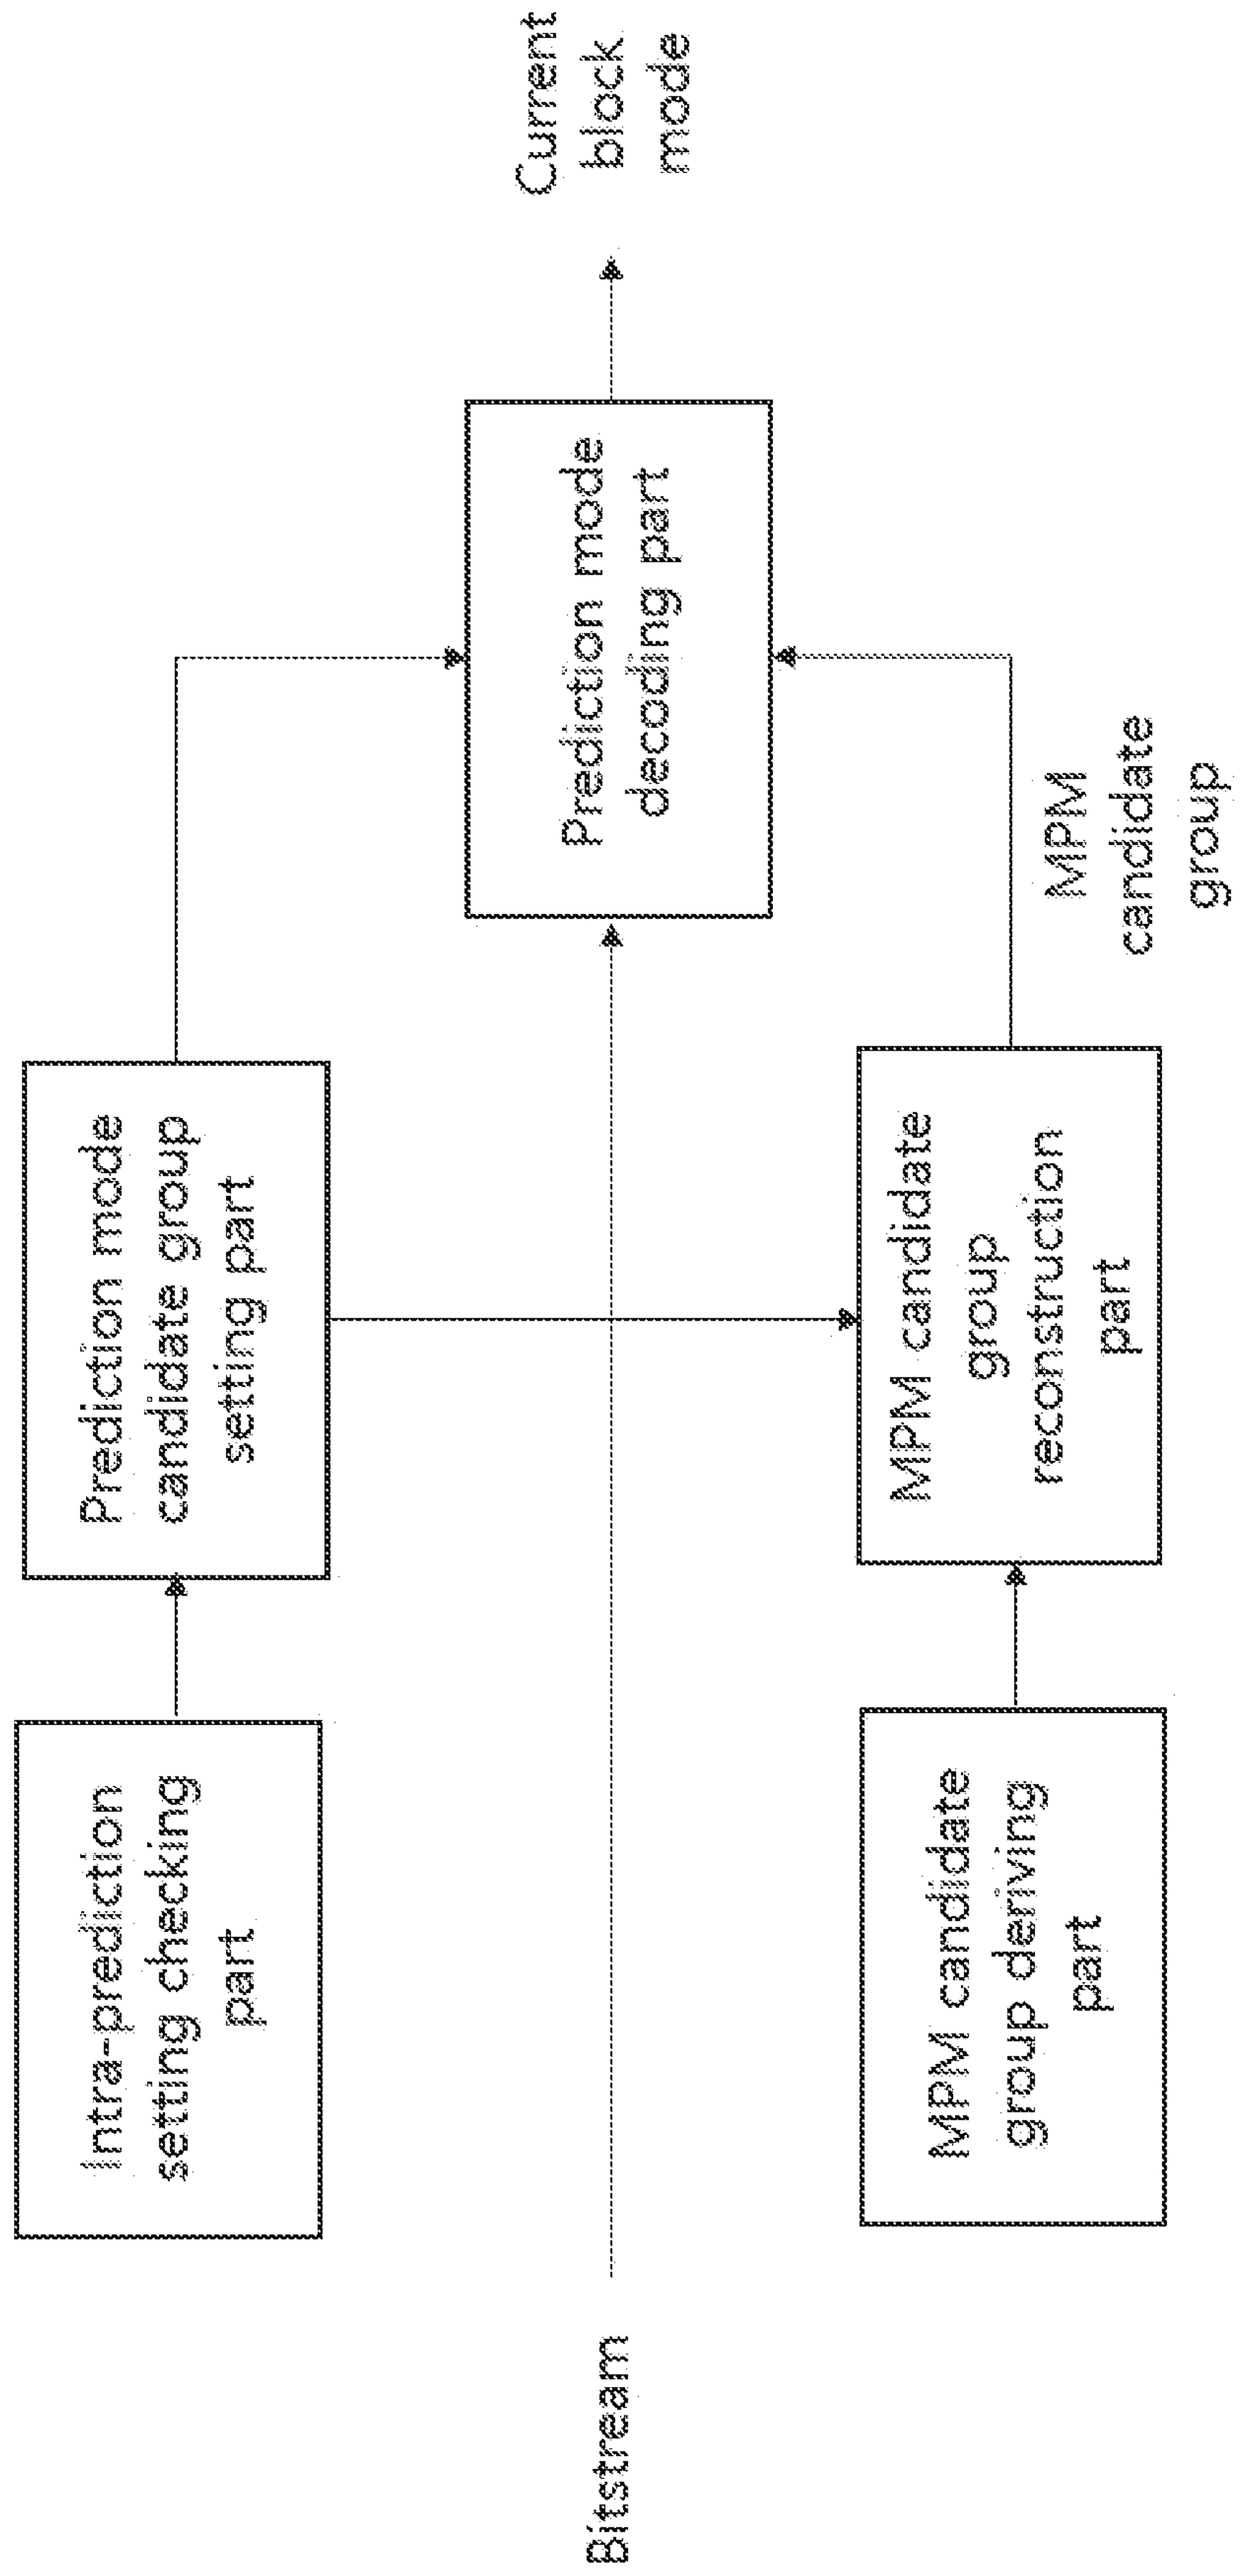 Intra-prediction
setting checking
part
Prediction mode
candidate group
setting part
Bitstream
Prediction mode
decoding part
Current
block
mode
MPM candidate
group deriving
part
MPM candidate
group
reconstruction
part
MPM
candidate
group